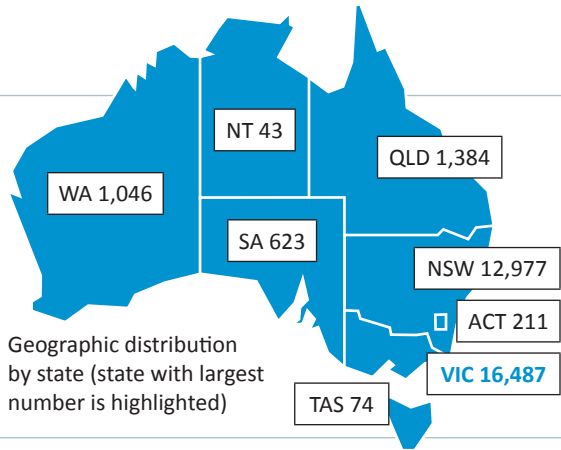 NT 43
QLD 1,384
WA 1,046
SA 623
NSW 12,977
ACT 211
VIC 16,487
TAS 74
Geographic distribution
by state (state with largest
number is highlighted)